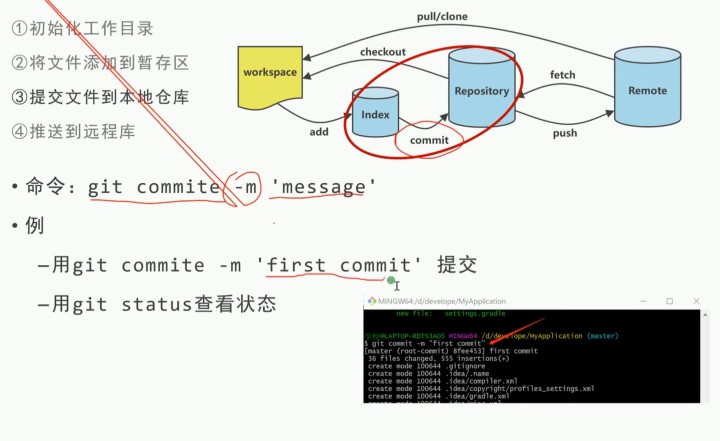 ①初始化工作目录
②将文件添加到暂存区
③提交文件到本地仓库
④推送到远程库
pull/clone
checkout
workspace
Index
Repository
Remote
add
commit
fetch
push
• 命令：git commite -m 'message'
• 例
—用git commite -m 'first commit' 提交
—用git status查看状态
MINGW64:/d/develope/MyApplication
new file:   settings.gradle
@LAPTOP-RDTS3AO5 MINGW64 /d/develope/MyApplication (master)
$ git commit -m "first commit"
[master (root-commit) 8fee453] first commit
36 files changed, 555 insertions(+)
create mode 100644 .gitignore
create mode 100644 .idea/.name
create mode 100644 .idea/compiler.xml
create mode 100644 .idea/copyright/profiles_settings.xml
create mode 100644 .idea/gradle.xml